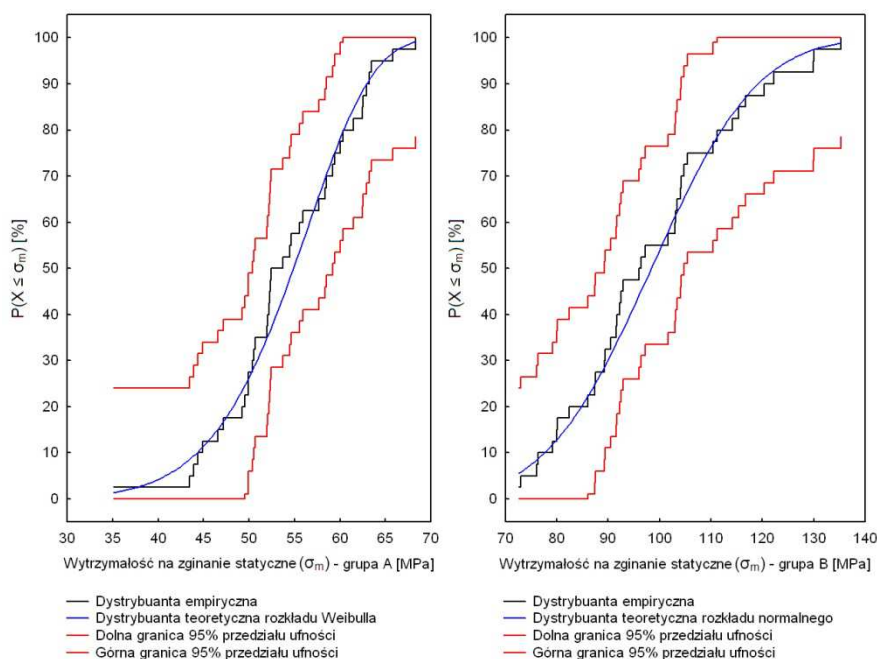 P(X ≤ σm) [%]
100
90
80
70
60
50
40
30
20
10
0
30 35 40 45 50 55 60 65 70
Wytrzymałość na zginanie statyczne (σm) - grupa A [MPa]
Dystrybuanta empiryczna
Dystrybuanta teoretyczna rozkładu Weibulla
Dolna granica 95% przedziału ufności
Górna granica 95% przedziału ufności
P(X ≤ σm) [%]
100
90
80
70
60
50
40
30
20
10
0
70 80 90 100 110 120 130 140
Wytrzymałość na zginanie statyczne (σm) - grupa B [MPa]
Dystrybuanta empiryczna
Dystrybuanta teoretyczna rozkładu normalnego
Dolna granica 95% przedziału ufności
Górna granica 95% przedziału ufności